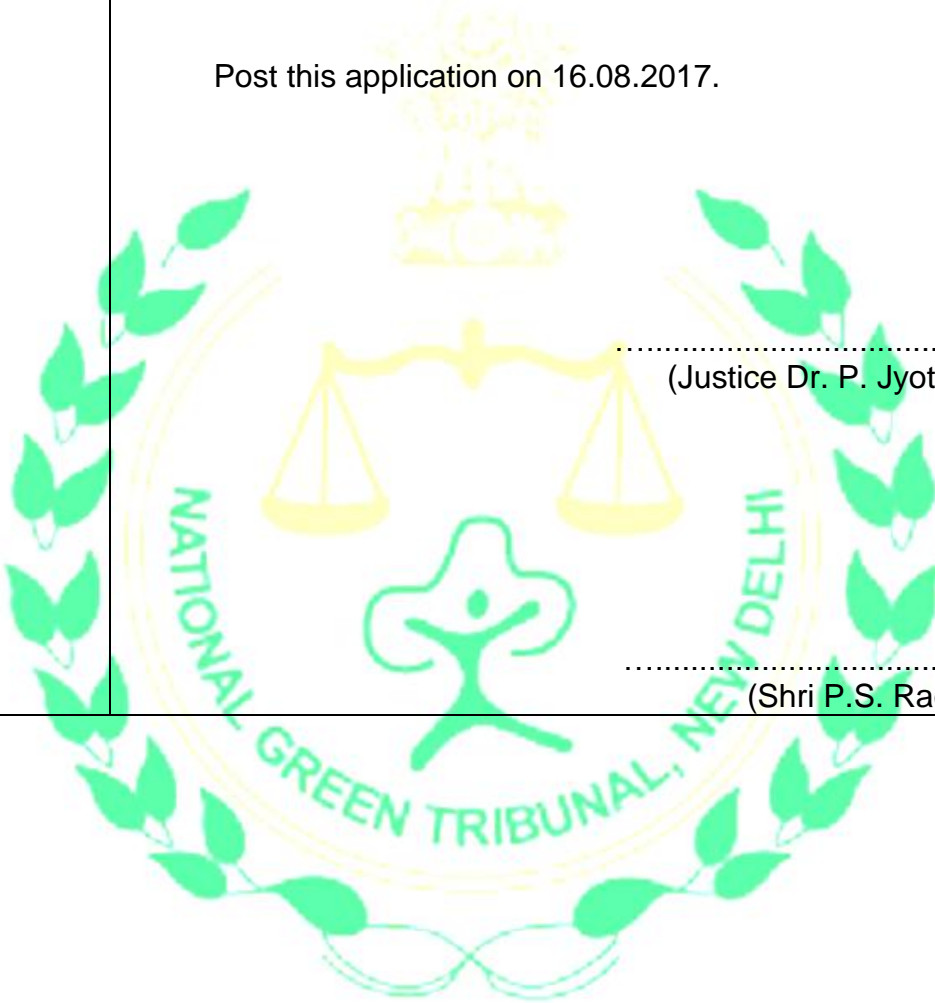 Post this application on 16.08.2017.
….....................................
(Justice Dr. P. Jyot
….....................................
(Shri P.S. Ra
NATIONAL GREEN TRIBUNAL, NEW DELHI